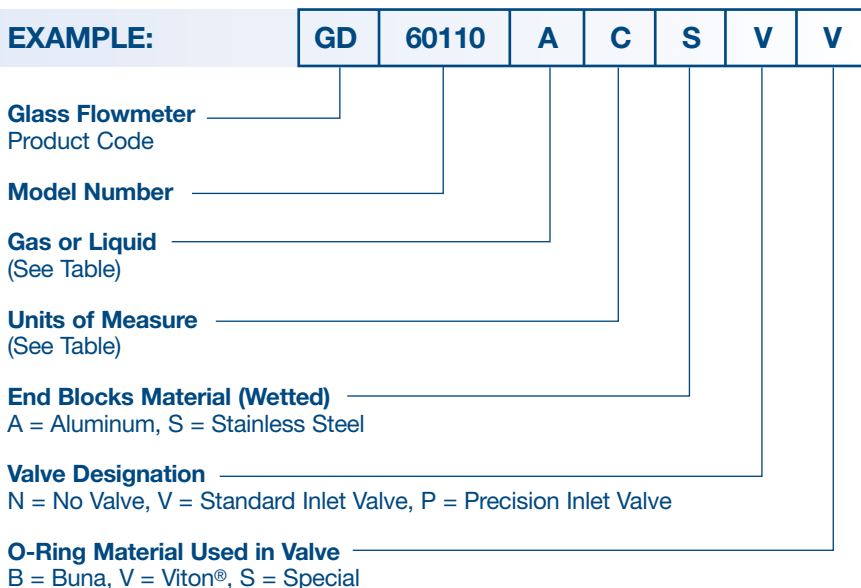 EXAMPLE: GD 60110 A C S V V
Glass Flowmeter
Product Code
Model Number
Gas or Liquid
(See Table)
Units of Measure
(See Table)
End Blocks Material (Wetted)
A = Aluminum, S = Stainless Steel
Valve Designation
N = No Valve, V = Standard Inlet Valve, P = Precision Inlet Valve
O-Ring Material Used in Valve
B = Buna, V = Viton®, S = Special